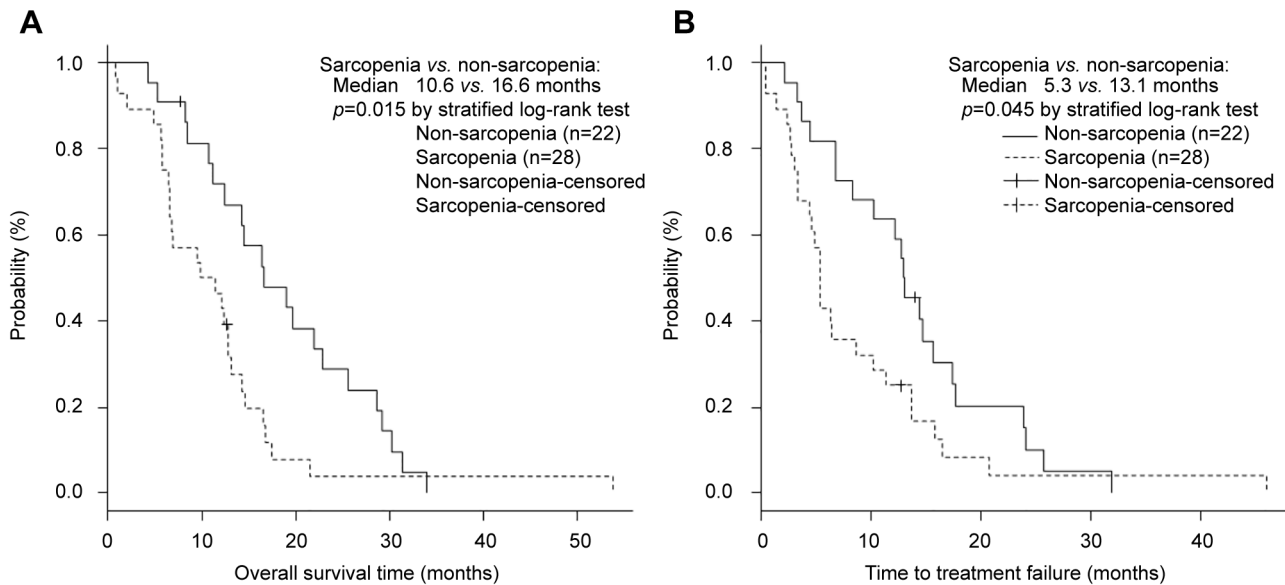 A
Sarcopenia vs. non-sarcopenia:
Median 10.6 vs. 16.6 months
p=0.015 by stratified log-rank test
Non-sarcopenia (n=22)
Sarcopenia (n=28)
Non-sarcopenia-censored
Sarcopenia-censored
Probability (%)
1.0
0.8
0.6
0.4
0.2
0.0
0 10 20 30 40 50
Overall survival time (months)
B
Sarcopenia vs. non-sarcopenia:
Median 5.3 vs. 13.1 months
p=0.045 by stratified log-rank test
Non-sarcopenia (n=22)
Sarcopenia (n=28)
Non-sarcopenia-censored
Sarcopenia-censored
Probability (%)
1.0
0.8
0.6
0.4
0.2
0.0
0 10 20 30 40
Time to treatment failure (months)